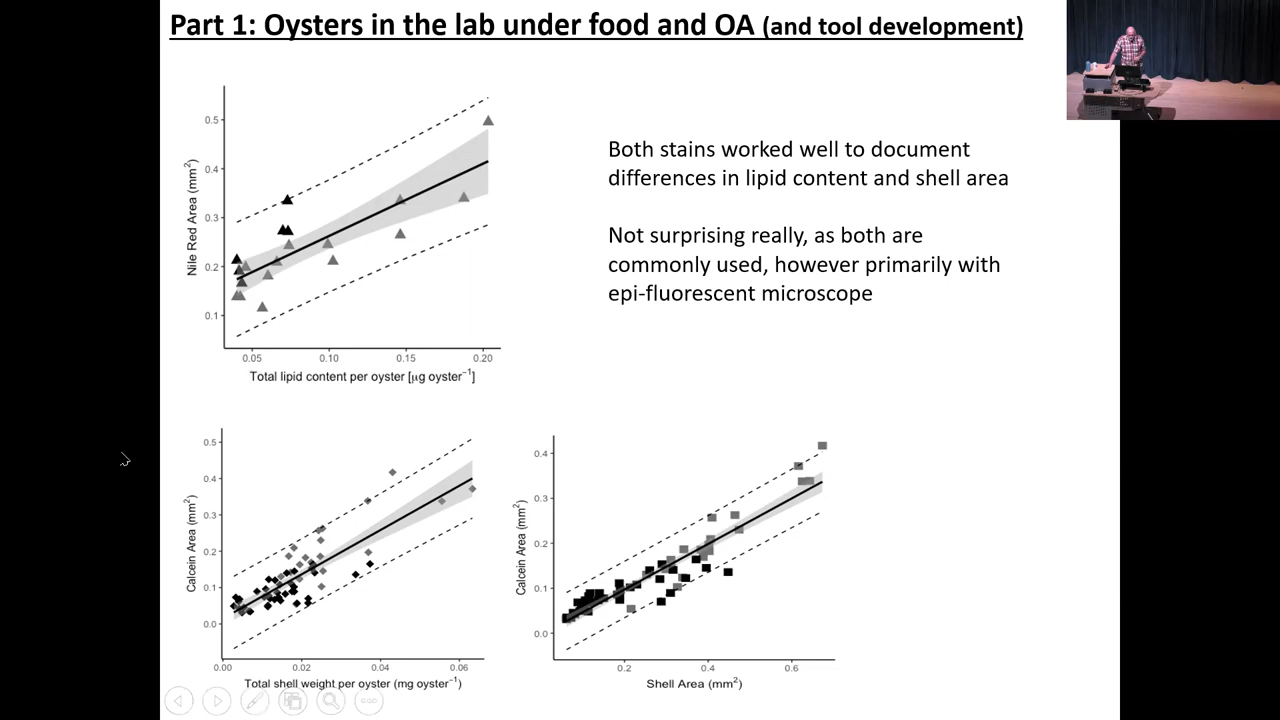 Part 1: Oysters in the lab under food and OA (and tool development)
Nile Red Area (mm²)
0.5
0.4
0.3
0.2
0.1
0.05 0.10 0.15 0.20
Total lipid content per oyster [µg oyster⁻¹]
Both stains worked well to document
differences in lipid content and shell area
Not surprising really, as both are
commonly used, however primarily with
epi-fluorescent microscope
Calcein Area (mm²)
0.5
0.4
0.3
0.2
0.1
0.0
0.00 0.02 0.04 0.06
Total shell weight per oyster (mg oyster⁻¹)
Calcein Area (mm²)
0.4
0.3
0.2
0.1
0.0
0.2 0.4 0.6
Shell Area (mm²)